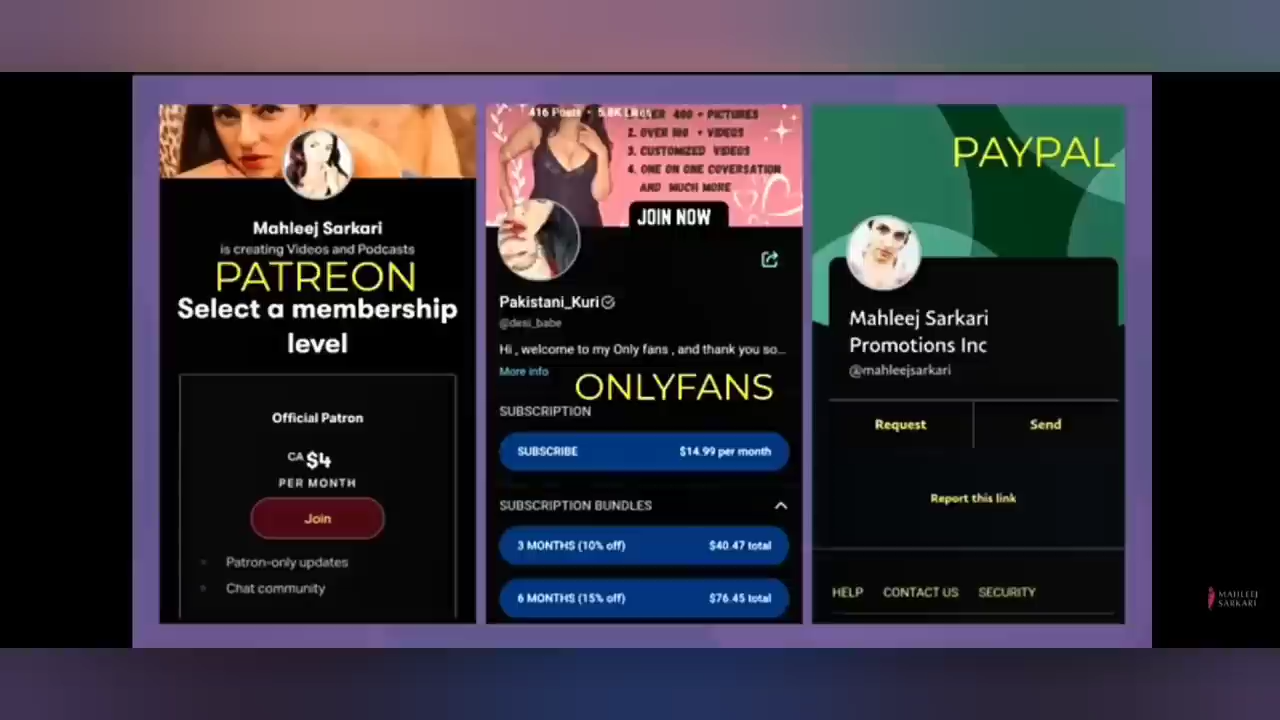 Mahleej Sarkari
is creating Videos and Podcasts
PATREON
Select a membership
level
Official Patron
CA $4
PER MONTH
Join
Patron-only updates
Chat community
416 Posts • 5.8K Likes
OVER 400 + PICTURES
2. OVER 100 + VIDEOS
3. CUSTOMIZED VIDEOS
4. ONE ON ONE COVERSATION
AND MUCH MORE
JOIN NOW
Pakistani_Kuri
@desi_babe
Hi , welcome to my Only fans , and thank you so...
More info
ONLYFANS
SUBSCRIPTION
SUBSCRIBE $14.99 per month
SUBSCRIPTION BUNDLES
3 MONTHS (10% off) $40.47 total
6 MONTHS (15% off) $76.45 total
PAYPAL
Mahleej Sarkari
Promotions Inc
@mahleejsarkari
Request Send
Report this link
HELP CONTACT US SECURITY
MAHLEEJ
SARKARI